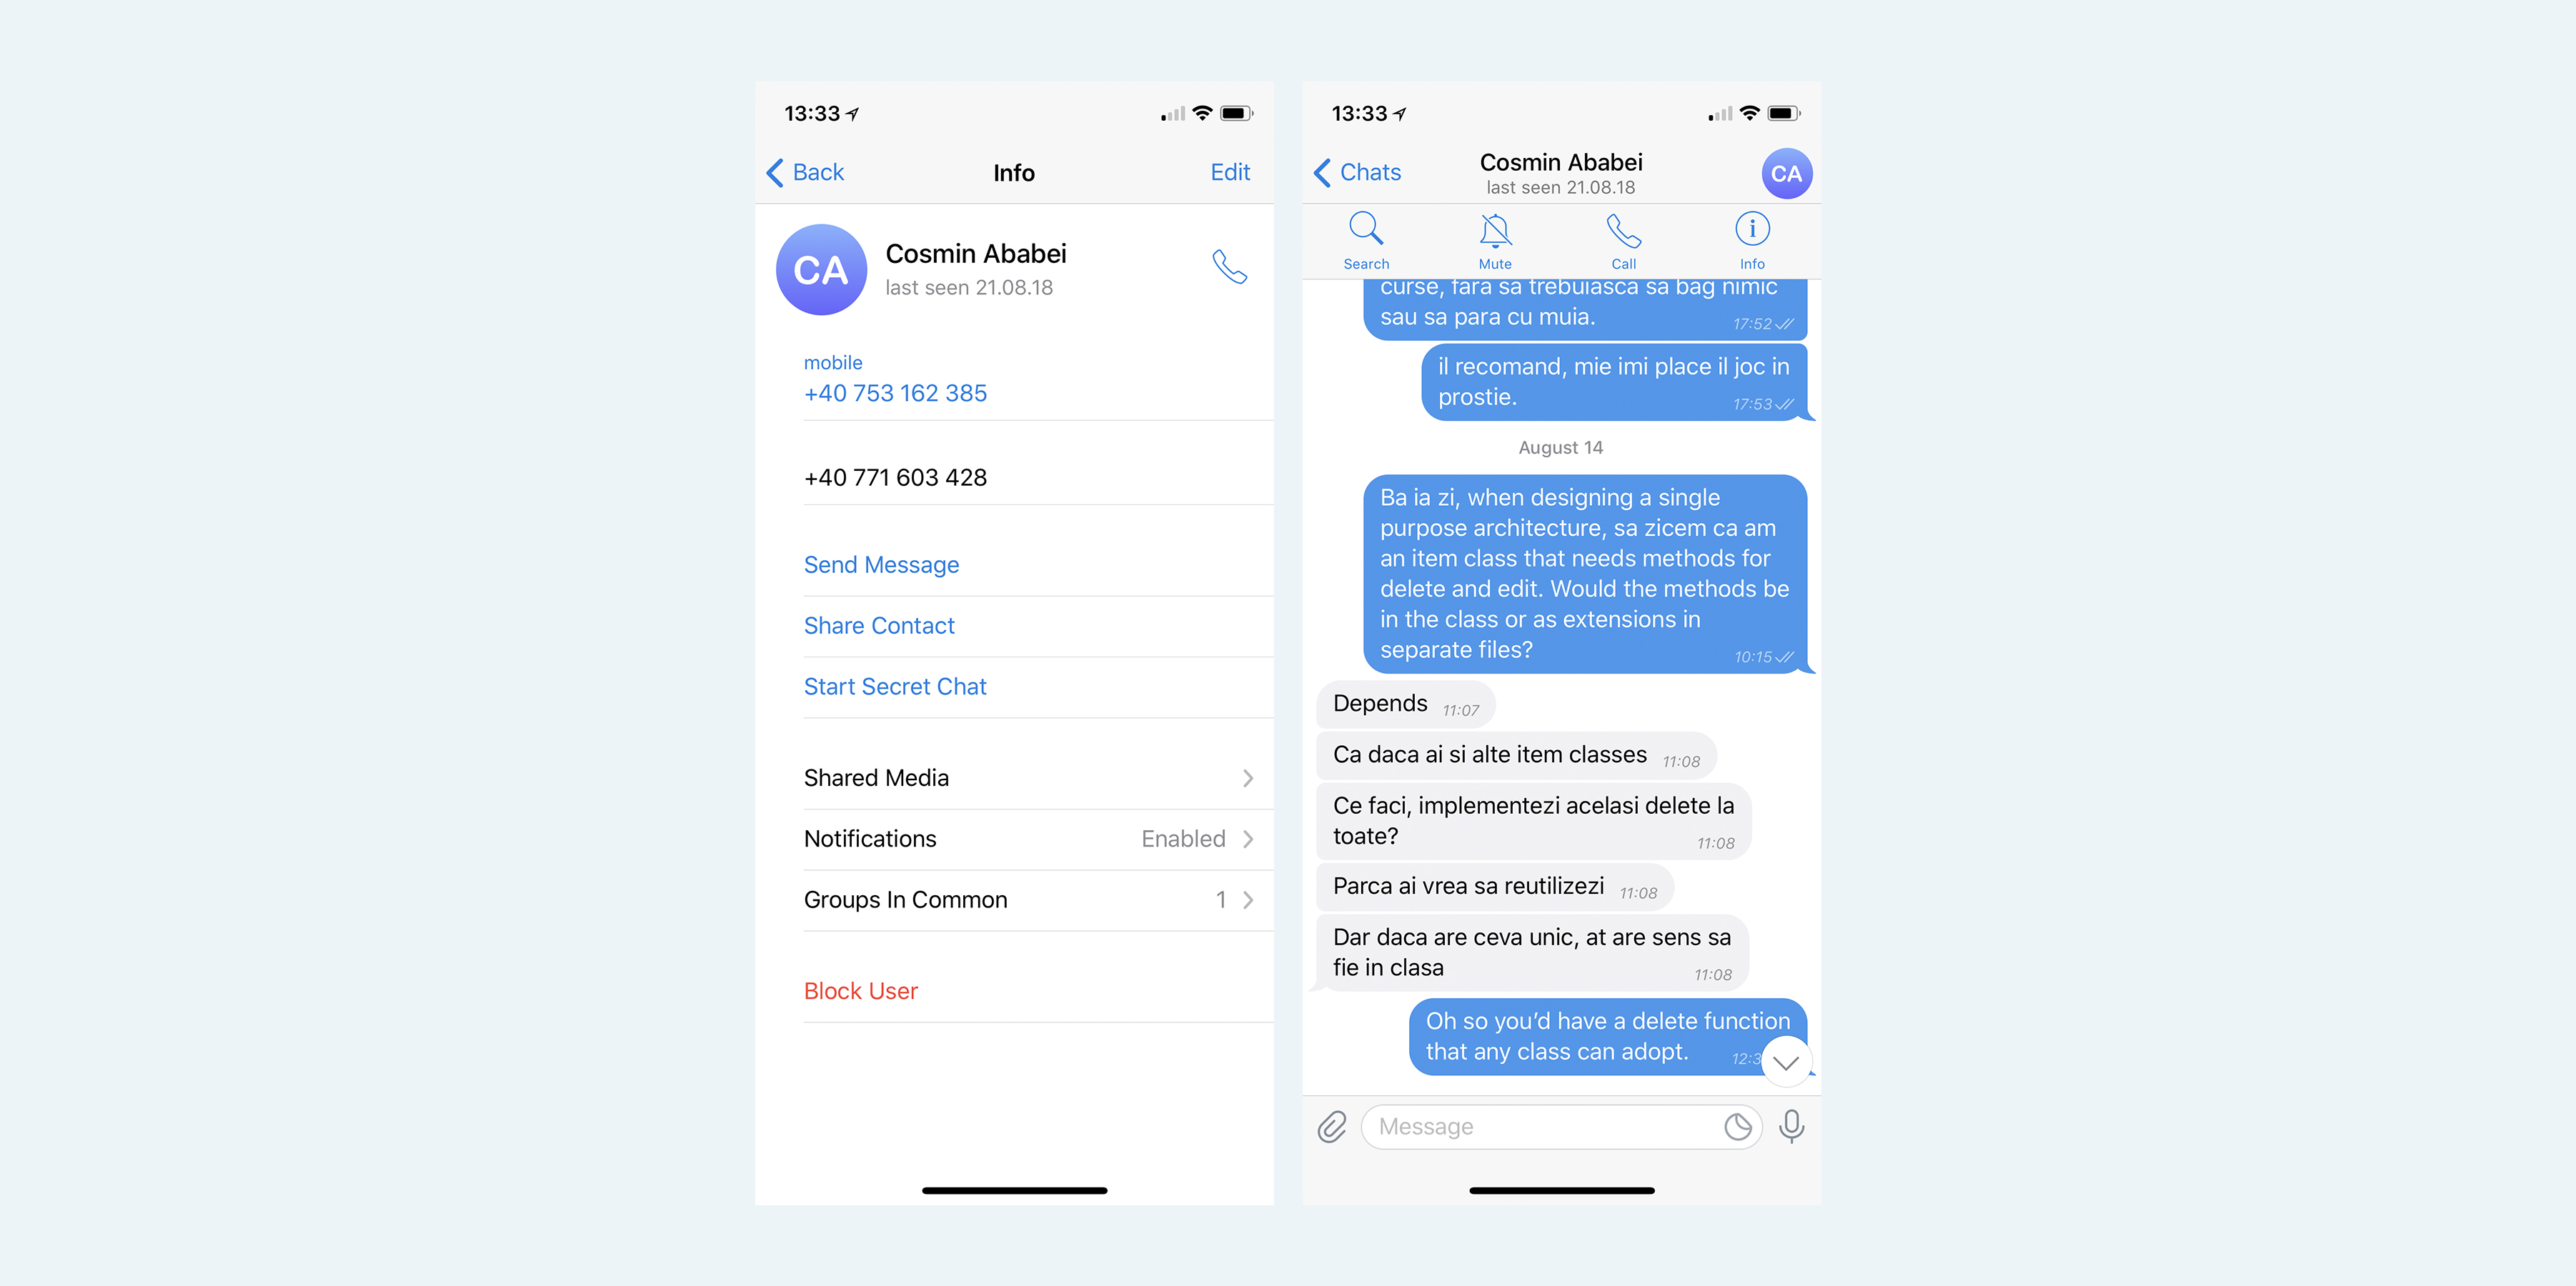 13:33
Back
Info
Edit
CA
Cosmin Ababei
last seen 21.08.18
mobile
+40 753 162 385
+40 771 603 428
Send Message
Share Contact
Start Secret Chat
Shared Media
Notifications Enabled
Groups In Common 1
Block User
13:33
Chats
Cosmin Ababei
last seen 21.08.18
CA
Search Mute Call Info
curse, fara sa trebuiasca sa bag nimic
sau sa para cu muia. 17:52
il recomand, mie imi place il joc in
prostie. 17:53
August 14
Ba ia zi, when designing a single
purpose architecture, sa zicem ca am
an item class that needs methods for
delete and edit. Would the methods be
in the class or as extensions in
separate files? 10:15
Depends 11:07
Ca daca ai si alte item classes 11:08
Ce faci, implementezi acelasi delete la
toate? 11:08
Parca ai vrea sa reutilizezi 11:08
Dar daca are ceva unic, at are sens sa
fie in clasa 11:08
Oh so you’d have a delete function
that any class can adopt.
Message